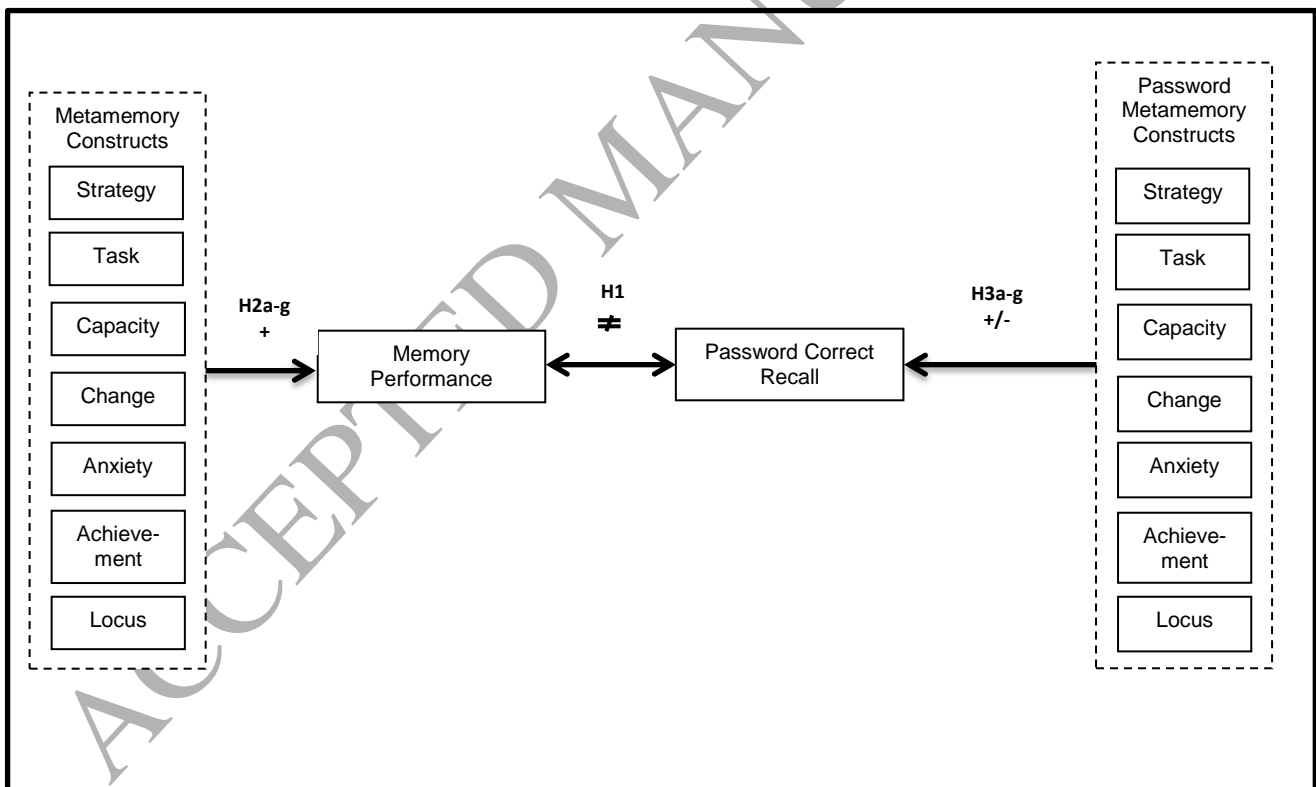 Metamemory
Constructs
Strategy
Task
Capacity
Change
Anxiety
Achieve-
ment
Locus
H2a-g
+
Memory
Performance
H1
≠
Password Correct
Recall
H3a-g
+/-
Password
Metamemory
Constructs
Strategy
Task
Capacity
Change
Anxiety
Achieve-
ment
Locus
ACCEPTED